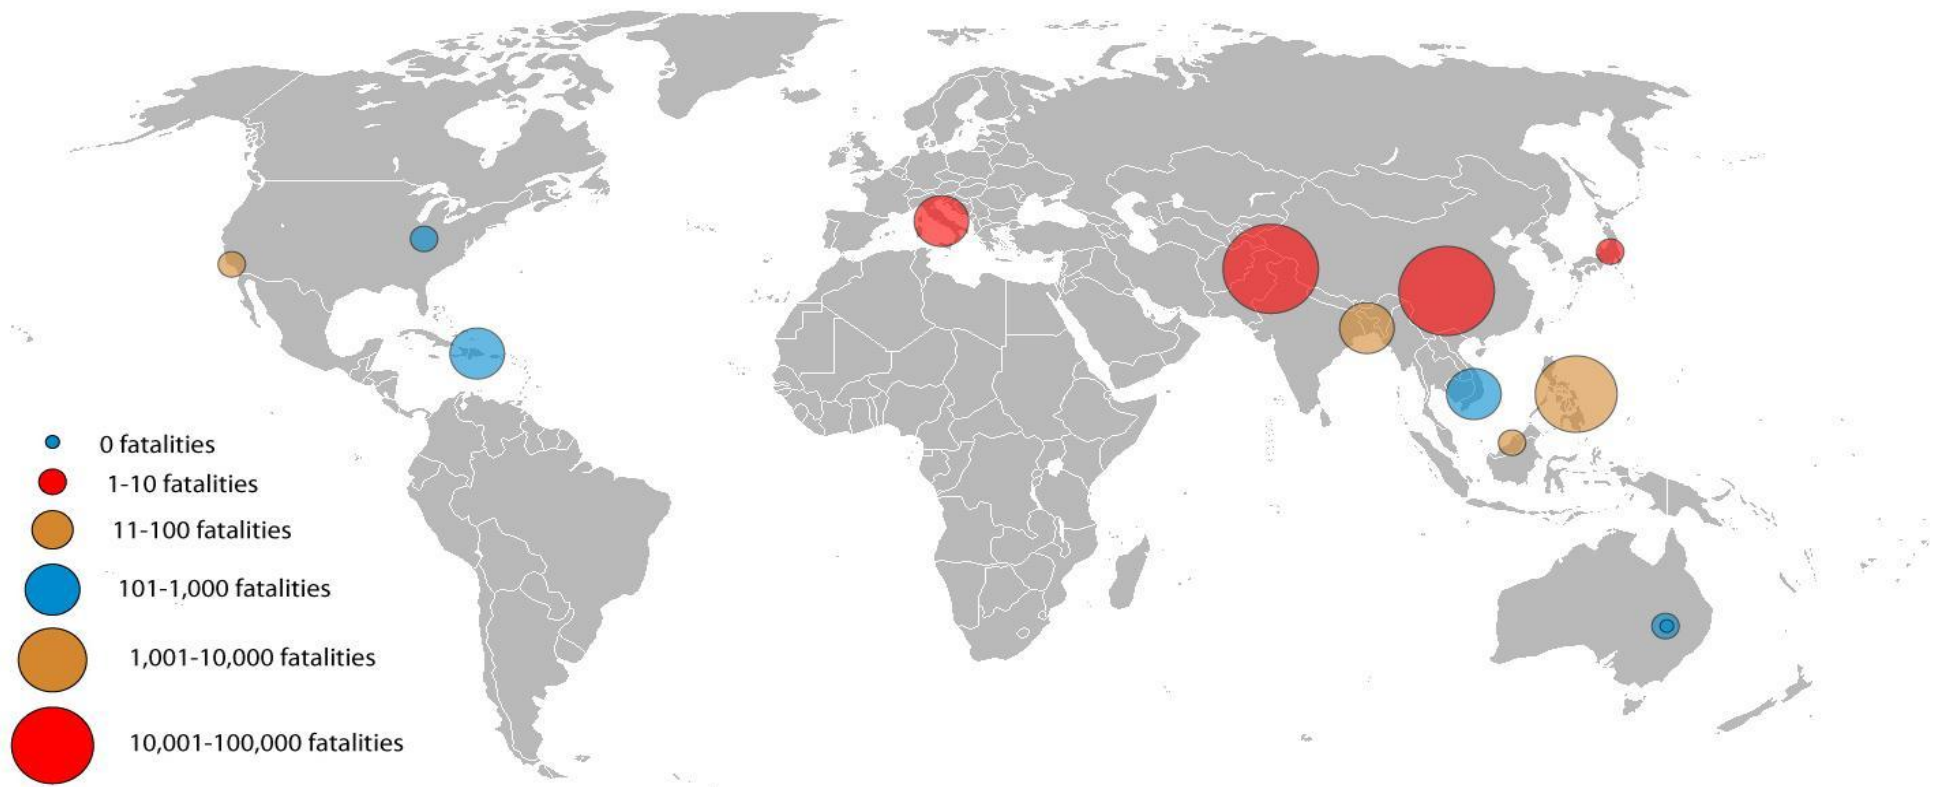 0 fatalities
1-10 fatalities
11-100 fatalities
101-1,000 fatalities
1,001-10,000 fatalities
10,001-100,000 fatalities